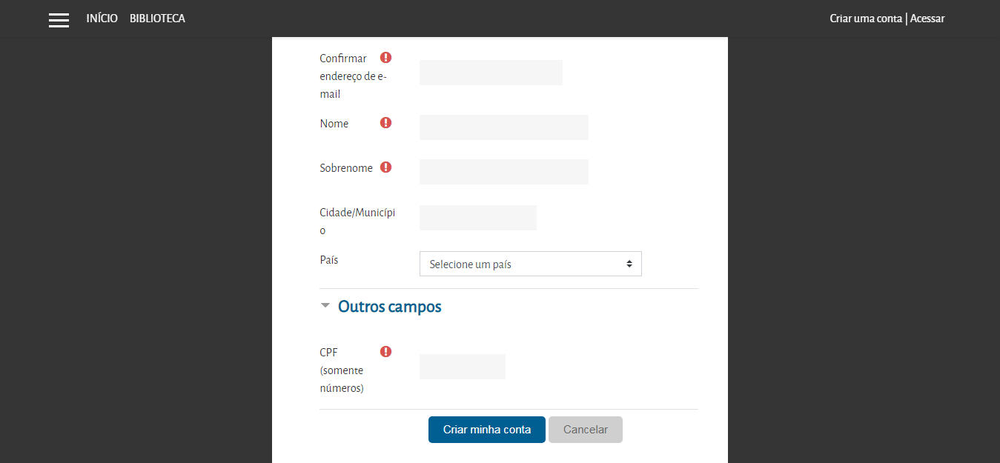 INÍCIO BIBLIOTECA Criar uma conta | Acessar
Confirmar
endereço de e-
mail
Nome
Sobrenome
Cidade/Municípi
o
País
Selecione um país
Outros campos
CPF
(somente
números)
Criar minha conta Cancelar